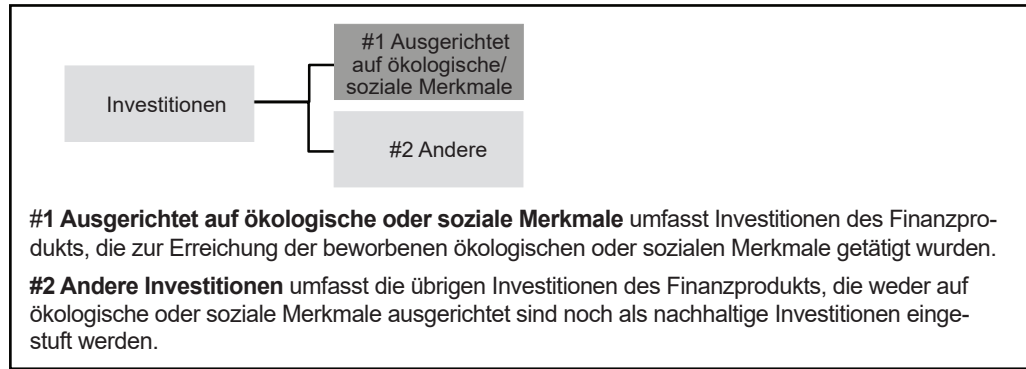 #1 Ausgerichtet
auf ökologische/
soziale Merkmale
Investitionen
#2 Andere
#1 Ausgerichtet auf ökologische oder soziale Merkmale umfasst Investitionen des Finanzpro-
dukts, die zur Erreichung der beworbenen ökologischen oder sozialen Merkmale getätigt wurden.
#2 Andere Investitionen umfasst die übrigen Investitionen des Finanzprodukts, die weder auf
ökologische oder soziale Merkmale ausgerichtet sind noch als nachhaltige Investitionen einge-
stuft werden.